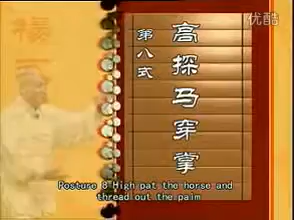 优酷
第八式
高探马穿掌
Posture 8 High pat the horse and
thread out the palm